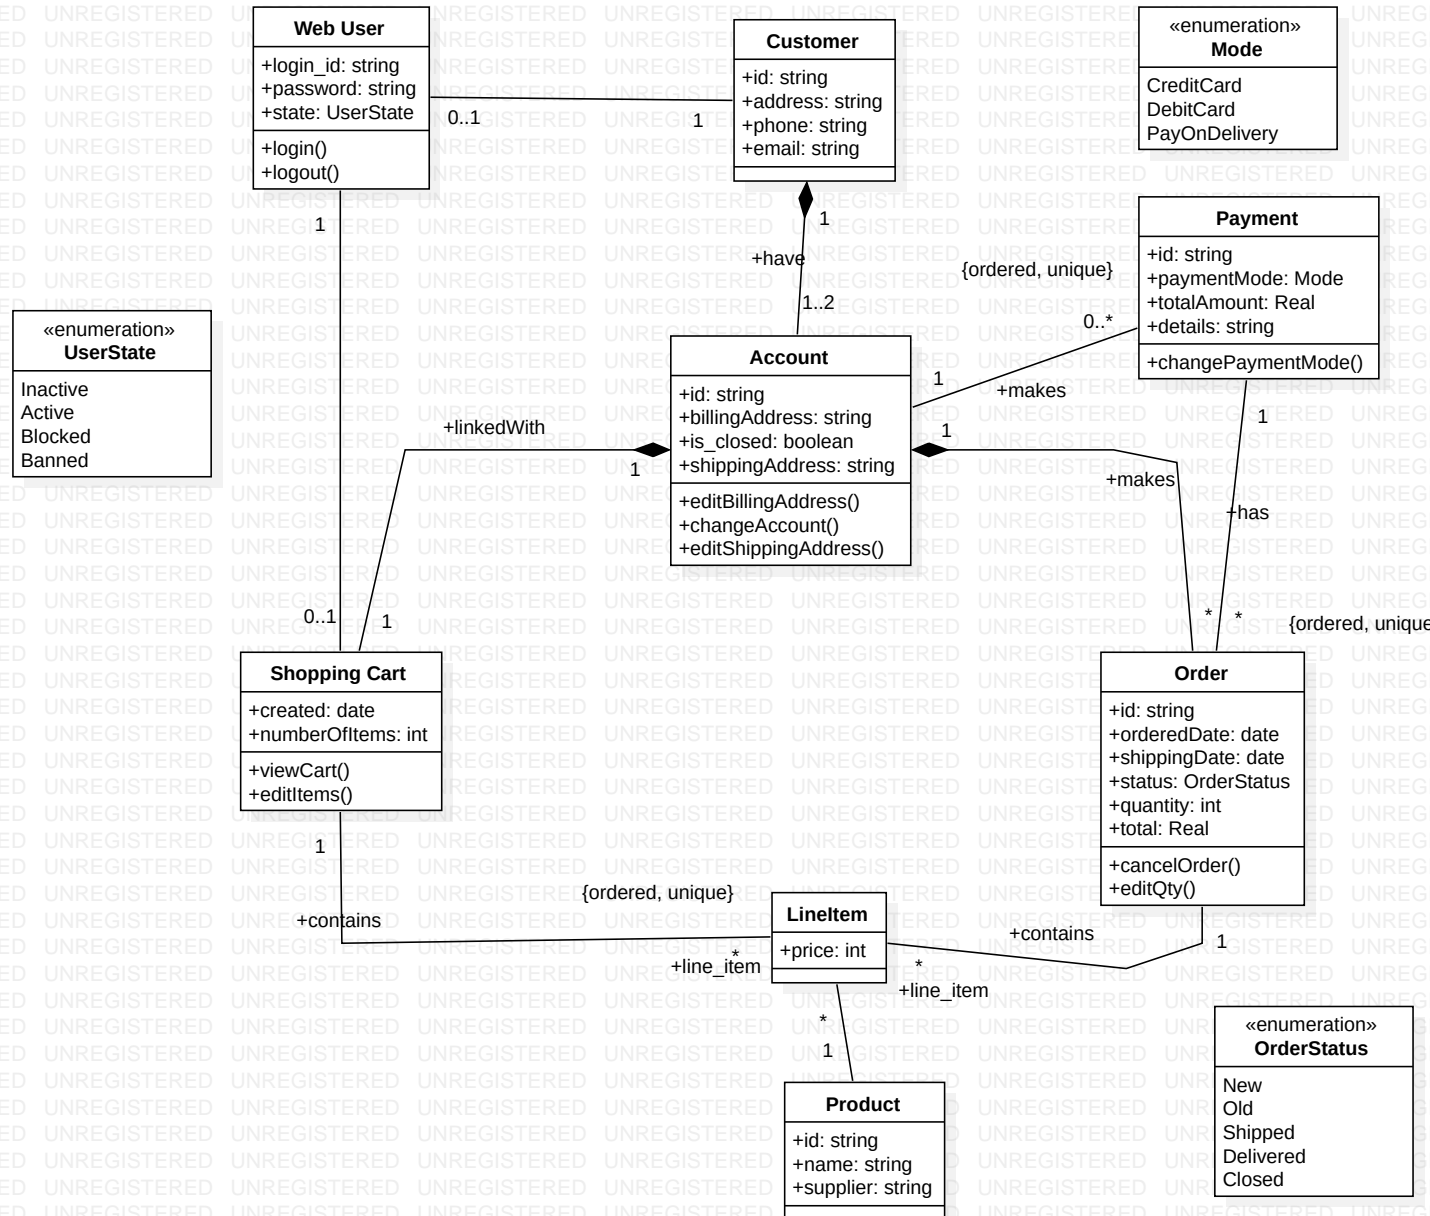 Web User
+login_id: string
+password: string
+state: UserState
+login()
+logout()
Customer
+id: string
+address: string
+phone: string
+email: string
«enumeration»
Mode
CreditCard
DebitCard
PayOnDelivery
0..1
1
1
1
+have
1..2
{ordered, unique}
0..*
1
+makes
Payment
+id: string
+paymentMode: Mode
+totalAmount: Real
+details: string
+changePaymentMode()
«enumeration»
UserState
Inactive
Active
Blocked
Banned
Account
+id: string
+billingAddress: string
+is_closed: boolean
+shippingAddress: string
+editBillingAddress()
+changeAccount()
+editShippingAddress()
+linkedWith
1
1
+makes
1
+has
0..1
1
*
*
{ordered, unique
Shopping Cart
+created: date
+numberOfItems: int
+viewCart()
+editItems()
Order
+id: string
+orderedDate: date
+shippingDate: date
+status: OrderStatus
+quantity: int
+total: Real
+cancelOrder()
+editQty()
1
+contains
{ordered, unique}
*
+line_item
LineItem
+price: int
+contains
1
*
+line_item
*
1
Product
+id: string
+name: string
+supplier: string
«enumeration»
OrderStatus
New
Old
Shipped
Delivered
Closed
UNREGISTERED